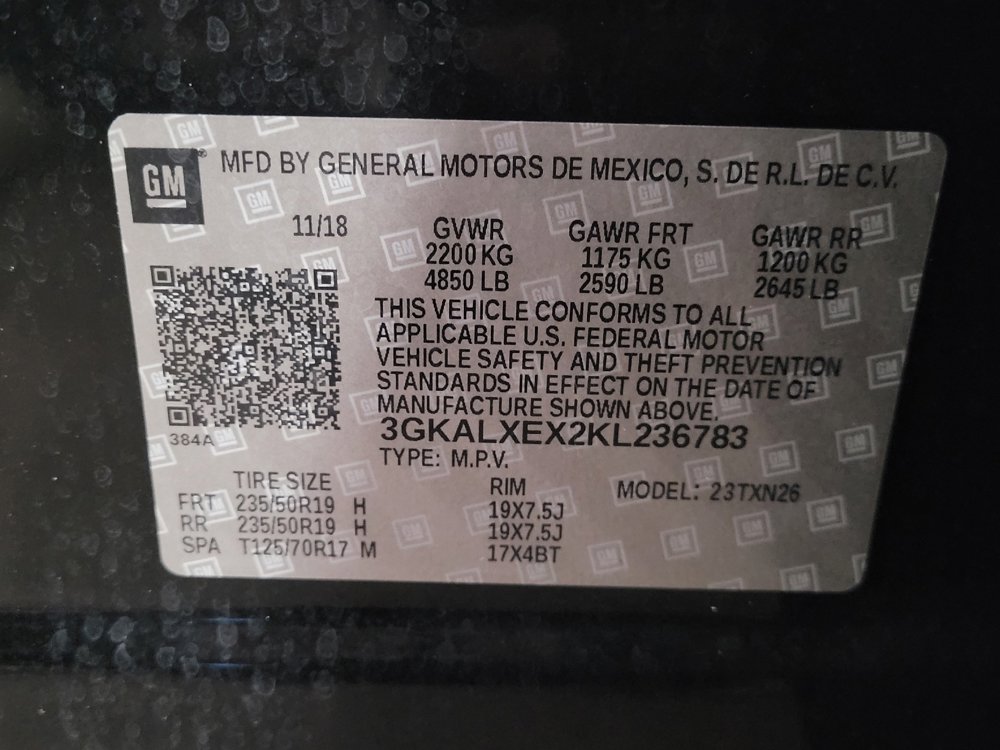 GM MFD BY GENERAL MOTORS DE MEXICO, S. DE R.L. DE C.V.
11/18 GVWR GAWR FRT GAWR RR
2200 KG 1175 KG 1200 KG
4850 LB 2590 LB 2645 LB
THIS VEHICLE CONFORMS TO ALL
APPLICABLE U.S. FEDERAL MOTOR
VEHICLE SAFETY AND THEFT PREVENTION
STANDARDS IN EFFECT ON THE DATE OF
MANUFACTURE SHOWN ABOVE.
384A 3GKALXEX2KL236783
TYPE: M.P.V.
TIRE SIZE RIM MODEL: 23TXN26
FRT 235/50R19 H 19X7.5J
RR 235/50R19 H 19X7.5J
SPA T125/70R17 M 17X4BT